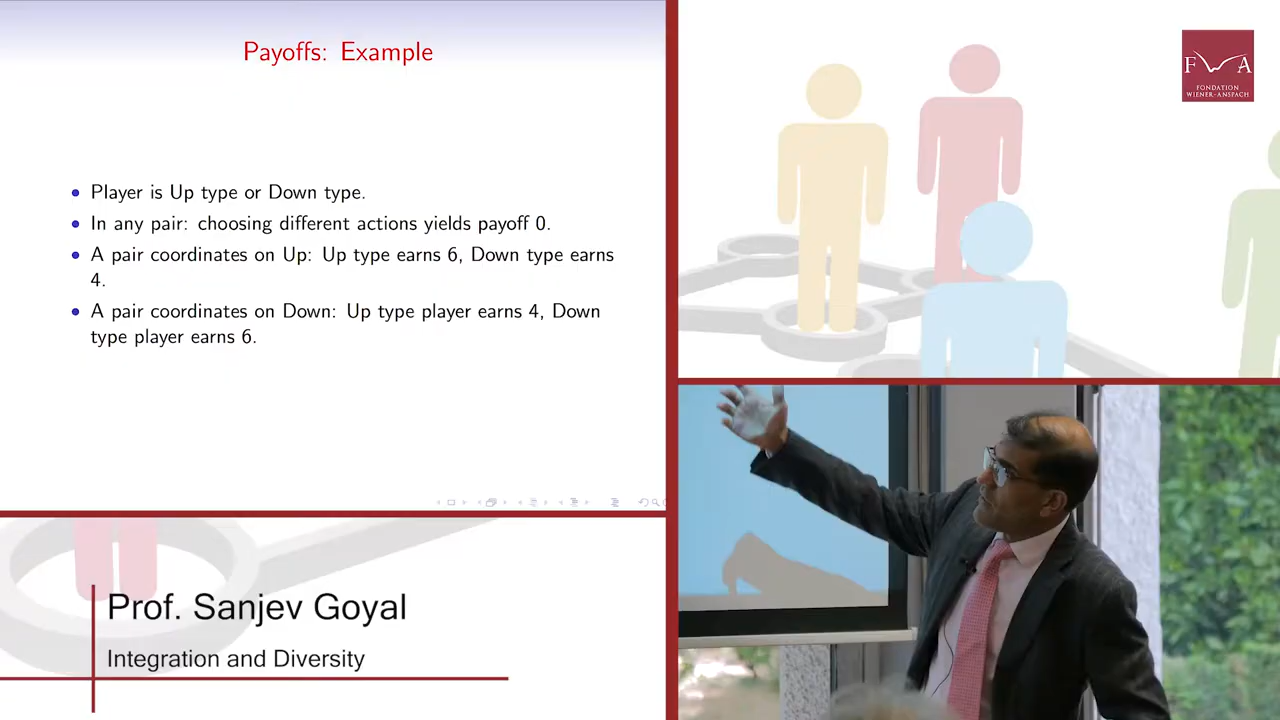 Payoffs: Example
• Player is Up type or Down type.
• In any pair: choosing different actions yields payoff 0.
• A pair coordinates on Up: Up type earns 6, Down type earns
4.
• A pair coordinates on Down: Up type player earns 4, Down
type player earns 6.
F W A
FONDATION
WIENER-ANSPACH
Prof. Sanjev Goyal
Integration and Diversity